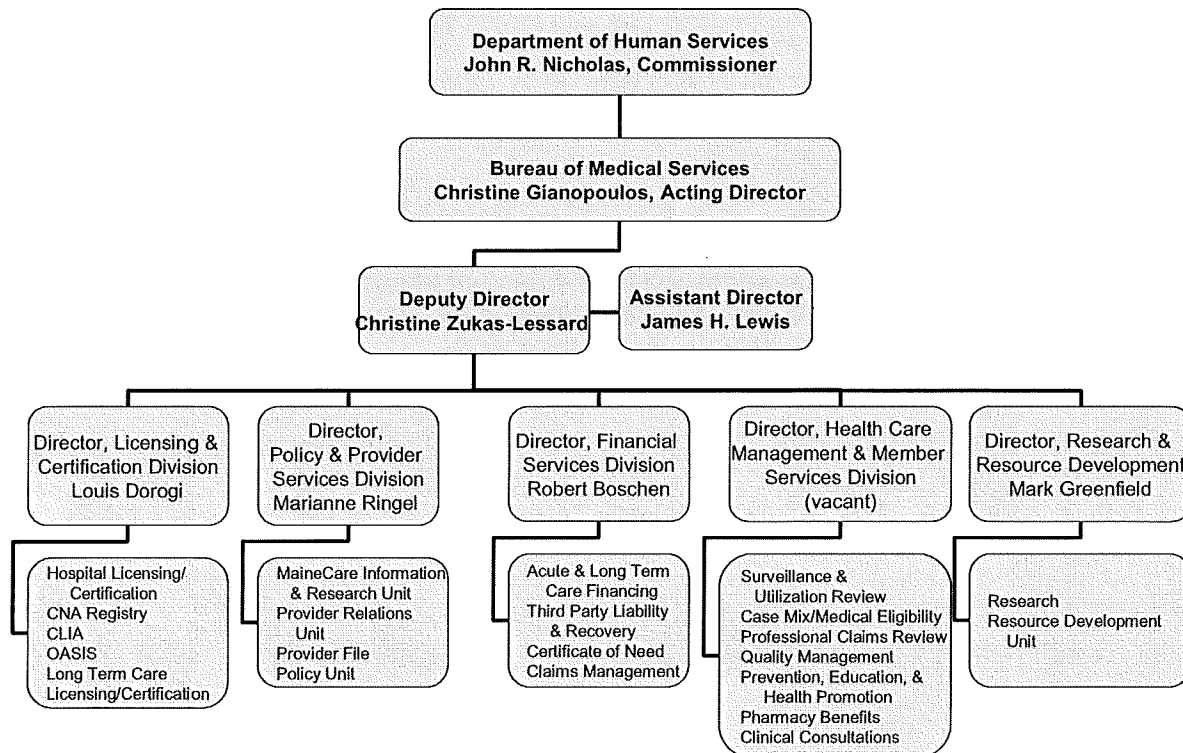 Department of Human Services
John R. Nicholas, Commissioner
Bureau of Medical Services
Christine Gianopoulos, Acting Director
Deputy Director
Christine Zukas-Lessard
Assistant Director
James H. Lewis
Director, Licensing &
Certification Division
Louis Dorogi
Director,
Policy & Provider
Services Division
Marianne Ringel
Director, Financial
Services Division
Robert Boschen
Director, Health Care
Management & Member
Services Division
(vacant)
Director, Research &
Resource Development
Mark Greenfield
Hospital Licensing/
Certification
CNA Registry
CLIA
OASIS
Long Term Care
Licensing/Certification
MaineCare Information
& Research Unit
Provider Relations
Unit
Provider File
Policy Unit
Acute & Long Term
Care Financing
Third Party Liability
& Recovery
Certificate of Need
Claims Management
Surveillance &
Utilization Review
Case Mix/Medical Eligibility
Professional Claims Review
Quality Management
Prevention, Education, &
Health Promotion
Pharmacy Benefits
Clinical Consultations
Research
Resource Development
Unit